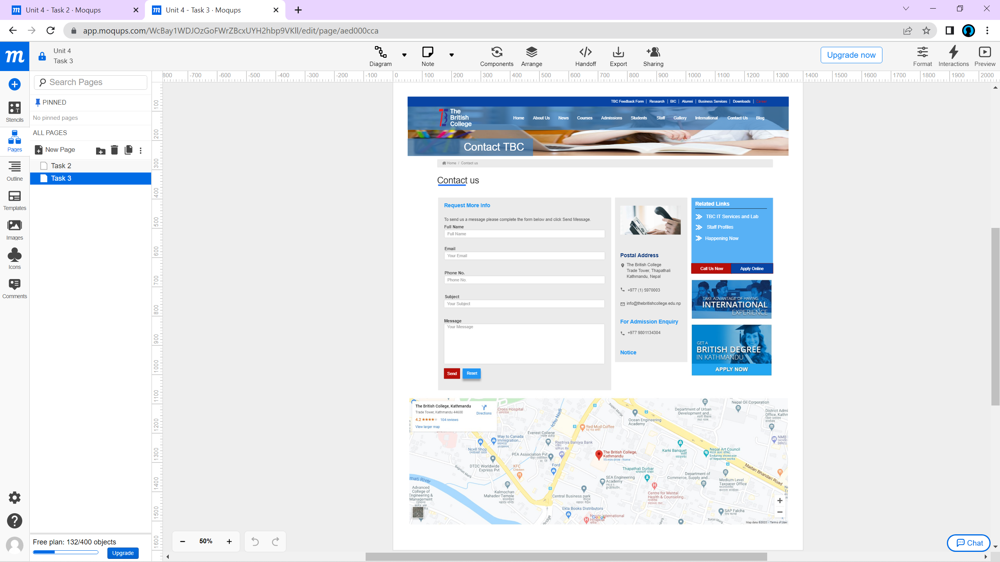 Unit 4 - Task 2 · Moqups
Unit 4 - Task 3 · Moqups
app.moqups.com/WcBay1WDJOzGoFWrZBcxUYH2hbp9VKll/edit/page/aed000cca
Unit 4
Task 3
Diagram
Note
Components
Arrange
Handoff
Export
Sharing
Upgrade now
Format
Interactions
Preview
800 -700 -600 -500 -400 -300 -200 -100 0 100 200 300 400 500 600 700 800 900 1000 1100 1200 1300 1400 1500 1600 1700 1800 1900 2000
100 200 300 400 500 600 700 800 900 1000 1100 1200 1300 1400 1500 1600
Stencils
Pages
Outline
Templates
Images
Icons
Comments
Search Pages
PINNED
No pinned pages
ALL PAGES
New Page
Task 2
Task 3
Free plan: 132/400 objects
Upgrade
50%
Chat
TBC Feedback Form | Research | BIC | Alumni | Business Services | Downloads | Career
The
British
College
Home About Us News Courses Admissions Students Staff Gallery International Contact Us Blog
Contact TBC
Home / Contact us
Contact us
Request More Info
To send us a message please complete the form below and click Send Message.
Full Name
Full Name
Email
Your Email
Phone No.
Phone No.
Subject
Your Subject
Message
Your Message
Send
Reset
Postal Address
The British College
Trade Tower, Thapathali
Kathmandu, Nepal
+977 (1) 5970003
info@thebritishcollege.edu.np
For Admission Enquiry
+977 9801134304
Notice
Related Links
TBC IT Services and Lab
Staff Profiles
Happening Now
Call Us Now
Apply Online
TAKE ADVANTAGE OF HAVING
INTERNATIONAL
EXPERIENCE
GET A
BRITISH DEGREE
IN KATHMANDU
APPLY NOW
The British College, Kathmandu
Trade Tower, Kathmandu 44600
4.2 ★★★★★ 104 reviews
View larger map
Directions
Cross Hospital
Ichu Nadi
Aspen Marg
Ocean Engineering
Academy
Department of Urban
Development and...
Nepal Oil Corporation
District Admi
Office, Kathm
Red Mud Coffee
Everest College
Way to Canada
Immigration...
Rastriya Banijya Bank
NMB
Ncell Shop
PEA Association Pvt
The British College,
Kathmandu
15 min drive - home
Karki Banquet
Nepal Art Council
Enduring showcase
of Nepalese works
DTDC Worldwide
Express Pvt
KFC
Chicken
Ford
Bagmati Marg
Thapathali Durbar
Department of
Commerce, Supply and...
Madan Bhandari Road
Medium Level
Taxpayer Office
mati River
SEA Engineering
Academy
Advanced
College of
Engineering &
Management
Kalmochan
Mahadev Temple
Central Business park
Centre for Mental
Health & Counseling...
Ekta Books Distributors
Norvic International
Hospital
Google
Bridge
Marg
SAP Falcha
Surya Marg
Map data ©2020 Terms of Use